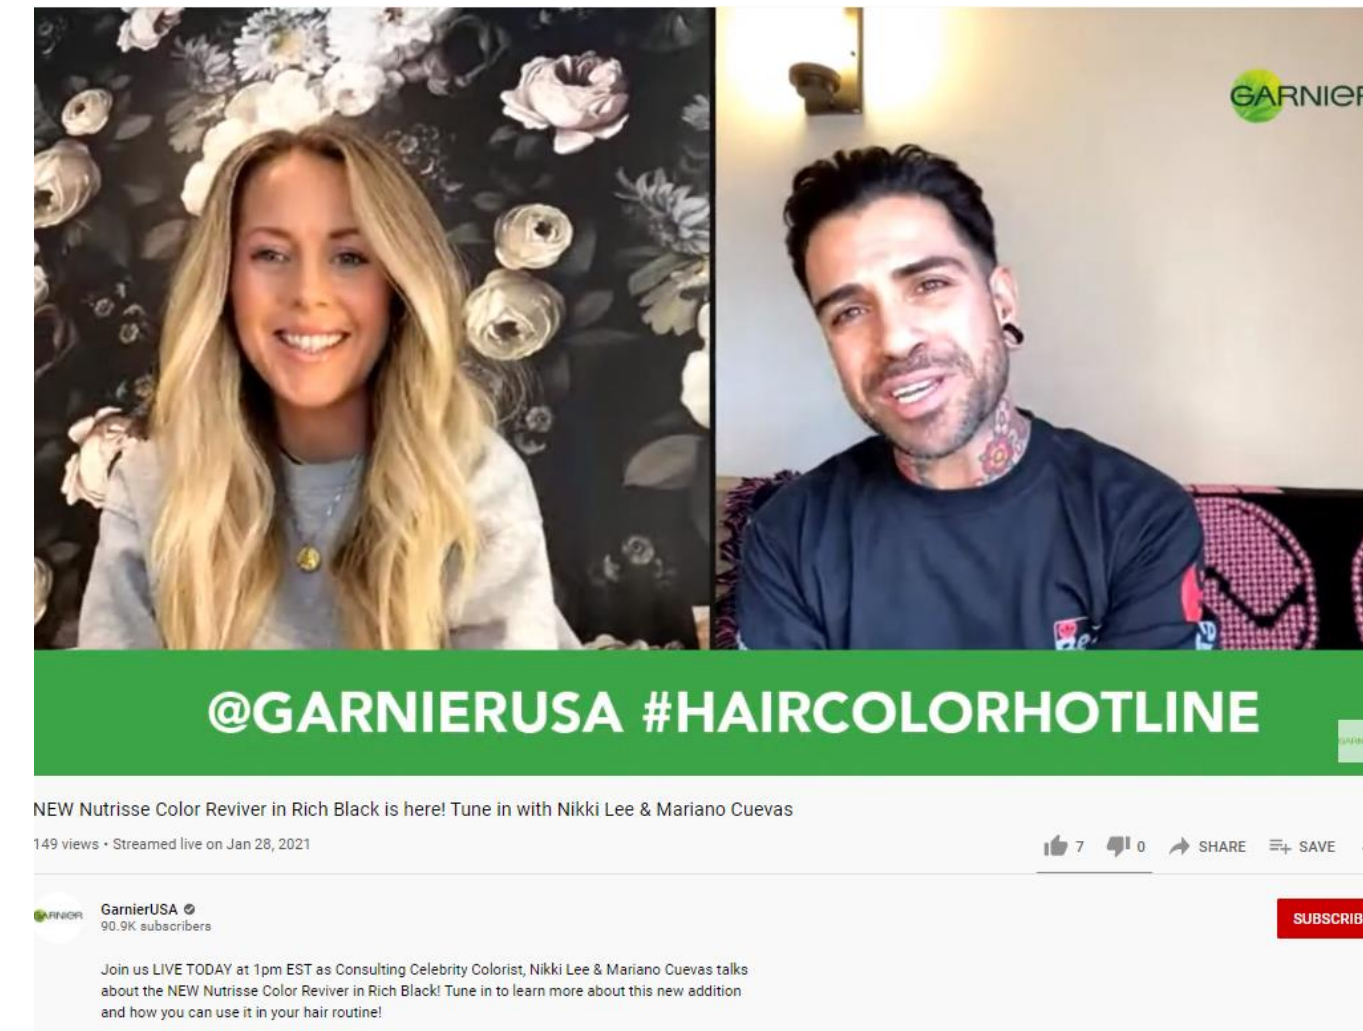 GARNIER
Be
@GARNIERUSA #HAIRCOLORHOTLINE
NEW Nutrisse Color Reviver in Rich Black is here! Tune in with Nikki Lee & Mariano Cuevas
149 views • Streamed live on Jan 28, 2021
7 0 SHARE SAVE
GARNIER
GarnierUSA
90.9K subscribers
SUBSCRIB
Join us LIVE TODAY at 1pm EST as Consulting Celebrity Colorist, Nikki Lee & Mariano Cuevas talks
about the NEW Nutrisse Color Reviver in Rich Black! Tune in to learn more about this new addition
and how you can use it in your hair routine!